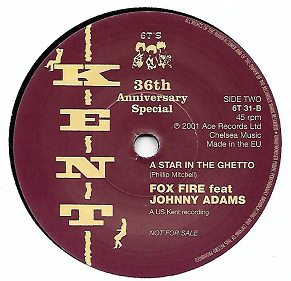 6T'S
KENT
36th
Anniversary
Special
SIDE TWO
6T 31-B
45 rpm
℗ 2001 Ace Records Ltd
Chelsea Music
Made in the EU
A STAR IN THE GHETTO
(Phillip Mitchell)
FOX FIRE feat
JOHNNY ADAMS
A US Kent recording
NOT FOR SALE